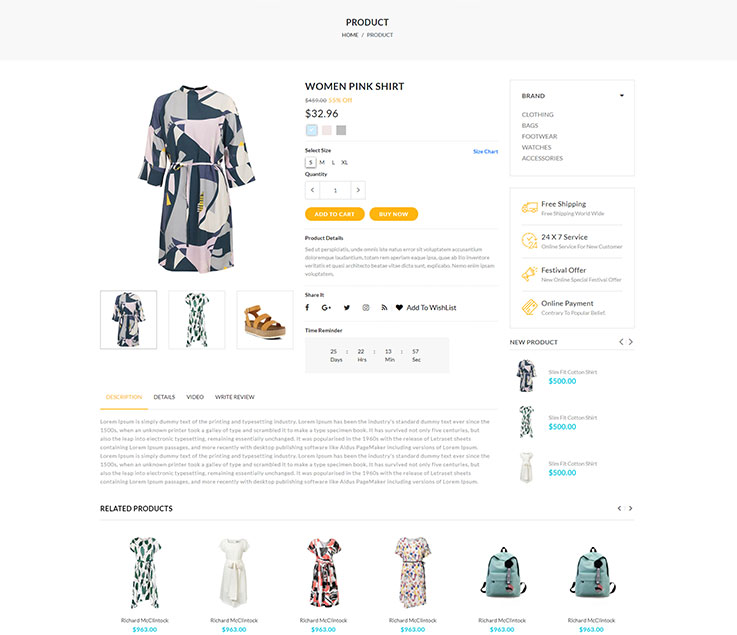 PRODUCT
HOME / PRODUCT
WOMEN PINK SHIRT
$459.00 55% Off
$32.96
Select Size
Size Chart
S M L XL
Quantity
1
ADD TO CART
BUY NOW
Product Details
Sed ut perspiciatis, unde omnis iste natus error sit voluptatem accusantium
doloremque laudantium, totam rem aperiam eaque ipsa, quae ab illo inventore
veritatis et quasi architecto beatae vitae dicta sunt, explicabo. Nemo enim ipsam
voluptatem,
Share It
Add To WishList
Time Reminder
25 : 22 : 13 : 57
Days Hrs Min Sec
BRAND
CLOTHING
BAGS
FOOTWEAR
WATCHES
ACCESSORIES
Free Shipping
Free Shipping World Wide
24 X 7 Service
Online Service For New Customer
Festival Offer
New Online Special Festival Offer
Online Payment
Contrary To Popular Belief.
NEW PRODUCT
Slim Fit Cotton Shirt
$500.00
Slim Fit Cotton Shirt
$500.00
Slim Fit Cotton Shirt
$500.00
DESCRIPTION DETAILS VIDEO WRITE REVIEW
Lorem Ipsum is simply dummy text of the printing and typesetting industry. Lorem Ipsum has been the industry's standard dummy text ever since the
1500s, when an unknown printer took a galley of type and scrambled it to make a type specimen book. It has survived not only five centuries, but
also the leap into electronic typesetting, remaining essentially unchanged. It was popularised in the 1960s with the release of Letraset sheets
containing Lorem Ipsum passages, and more recently with desktop publishing software like Aldus PageMaker including versions of Lorem Ipsum.
Lorem Ipsum is simply dummy text of the printing and typesetting industry. Lorem Ipsum has been the industry's standard dummy text ever since the
1500s, when an unknown printer took a galley of type and scrambled it to make a type specimen book. It has survived not only five centuries, but
also the leap into electronic typesetting, remaining essentially unchanged. It was popularised in the 1960s with the release of Letraset sheets
containing Lorem Ipsum passages, and more recently with desktop publishing software like Aldus PageMaker including versions of Lorem Ipsum.
RELATED PRODUCTS
Richard McClintock
$963.00
Richard McClintock
$963.00
Richard McClintock
$963.00
Richard McClintock
$963.00
Richard McClintock
$963.00
Richard McClintock
$963.00